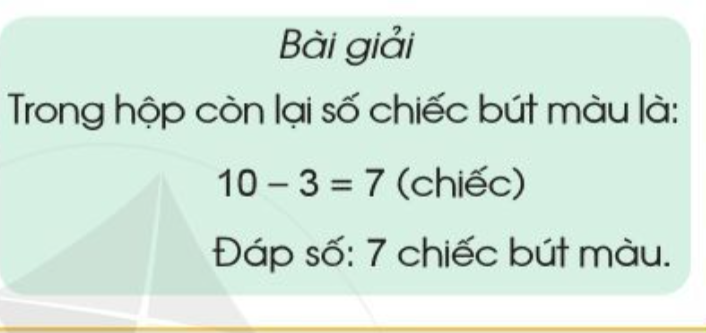 Bài giải
Trong hộp còn lại số chiếc bút màu là:
10 – 3 = 7 (chiếc)
Đáp số: 7 chiếc bút màu.